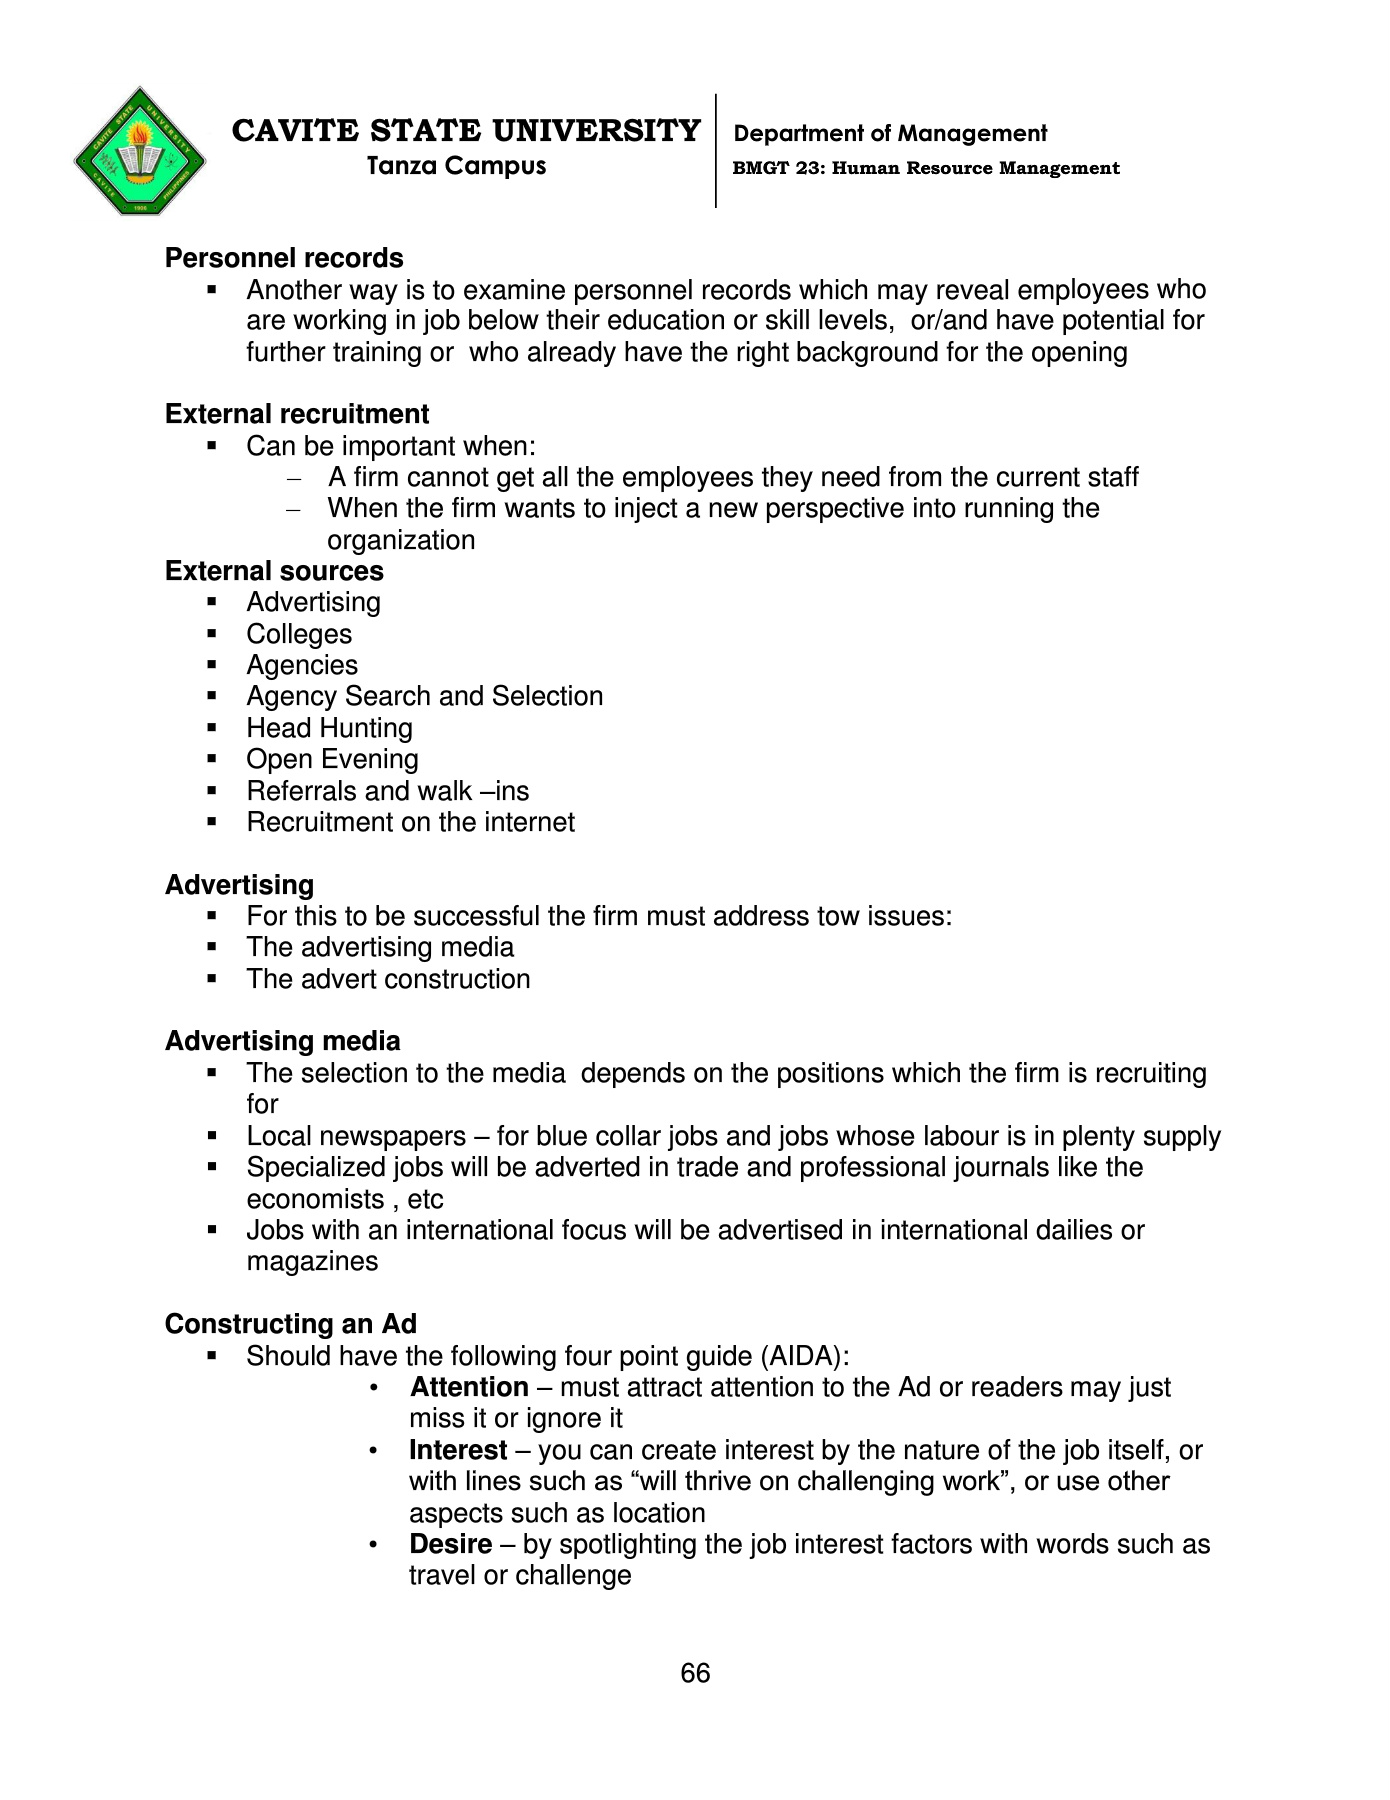 CAVITE STATE UNIVERSITY
Tanza Campus
Department of Management
BMGT 23: Human Resource Management
CAVITE STATE UNIVERSITY
CAVITE
PHILIPPINES
1906
Personnel records
▪ Another way is to examine personnel records which may reveal employees who
are working in job below their education or skill levels,  or/and have potential for
further training or  who already have the right background for the opening
External recruitment
▪ Can be important when:
– A firm cannot get all the employees they need from the current staff
– When the firm wants to inject a new perspective into running the
organization
External sources
▪ Advertising
▪ Colleges
▪ Agencies
▪ Agency Search and Selection
▪ Head Hunting
▪ Open Evening
▪ Referrals and walk –ins
▪ Recruitment on the internet
Advertising
▪ For this to be successful the firm must address tow issues:
▪ The advertising media
▪ The advert construction
Advertising media
▪ The selection to the media  depends on the positions which the firm is recruiting
for
▪ Local newspapers – for blue collar jobs and jobs whose labour is in plenty supply
▪ Specialized jobs will be adverted in trade and professional journals like the
economists , etc
▪ Jobs with an international focus will be advertised in international dailies or
magazines
Constructing an Ad
▪ Should have the following four point guide (AIDA):
• Attention – must attract attention to the Ad or readers may just
miss it or ignore it
• Interest – you can create interest by the nature of the job itself, or
with lines such as “will thrive on challenging work”, or use other
aspects such as location
• Desire – by spotlighting the job interest factors with words such as
travel or challenge
66